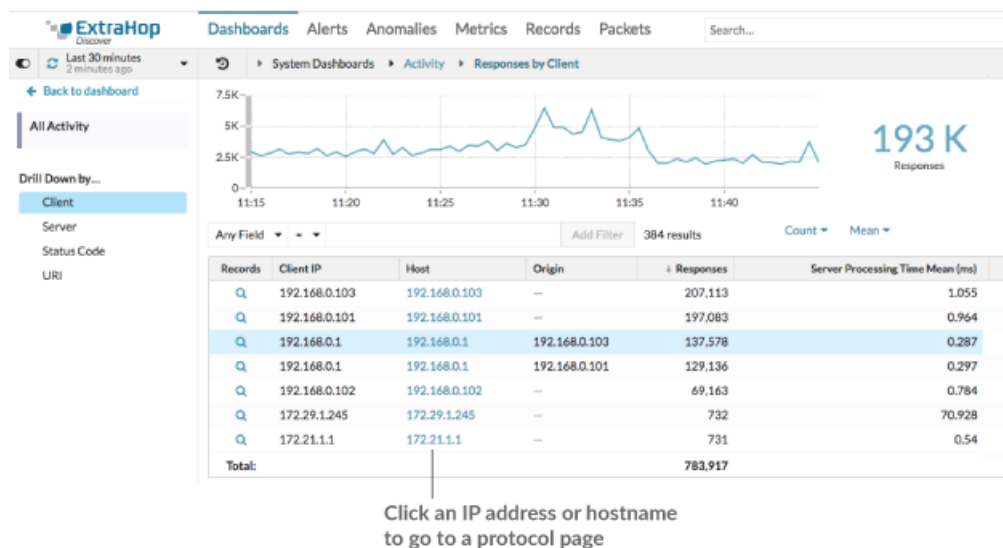 ExtraHop
Discover
Dashboards Alerts Anomalies Metrics Records Packets Search...
Last 30 minutes
2 minutes ago
System Dashboards Activity Responses by Client
Back to dashboard
All Activity
Drill Down by...
Client
Server
Status Code
URI
7.5K
5K
2.5K
0
11:15 11:20 11:25 11:30 11:35 11:40
193 K
Responses
Any Field = Add Filter 384 results Count Mean
Records Client IP Host Origin ↓ Responses Server Processing Time Mean (ms)
192.168.0.103 192.168.0.103 — 207,113 1.055
192.168.0.101 192.168.0.101 — 197,083 0.964
192.168.0.1 192.168.0.1 192.168.0.103 137,578 0.287
192.168.0.1 192.168.0.1 192.168.0.101 129,136 0.297
192.168.0.102 192.168.0.102 — 69,163 0.784
172.29.1.245 172.29.1.245 — 732 70.928
172.21.1.1 172.21.1.1 — 731 0.54
Total: 783,917
Click an IP address or hostname
to go to a protocol page